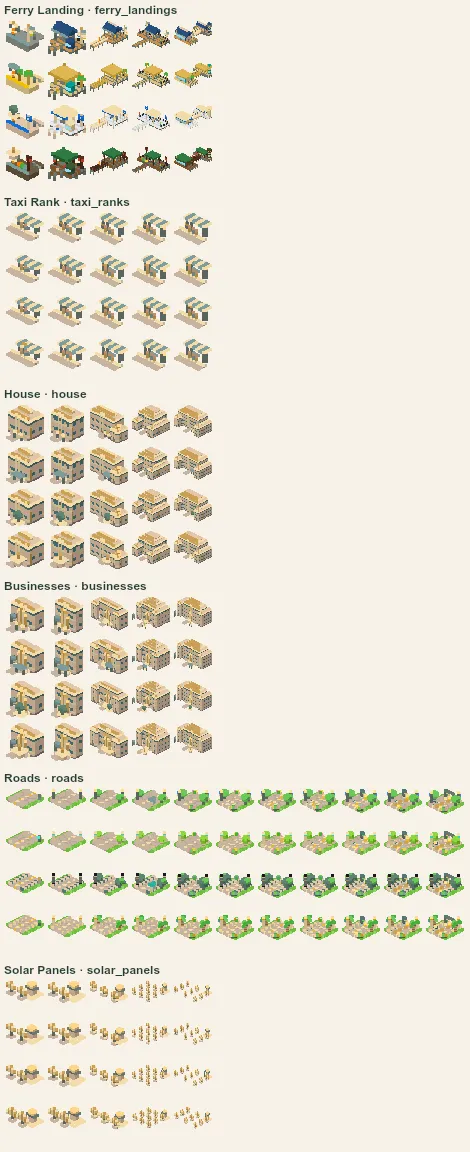 Ferry Landing · ferry_landings
Taxi Rank · taxi_ranks
House · house
Businesses · businesses
Roads · roads
Solar Panels · solar_panels